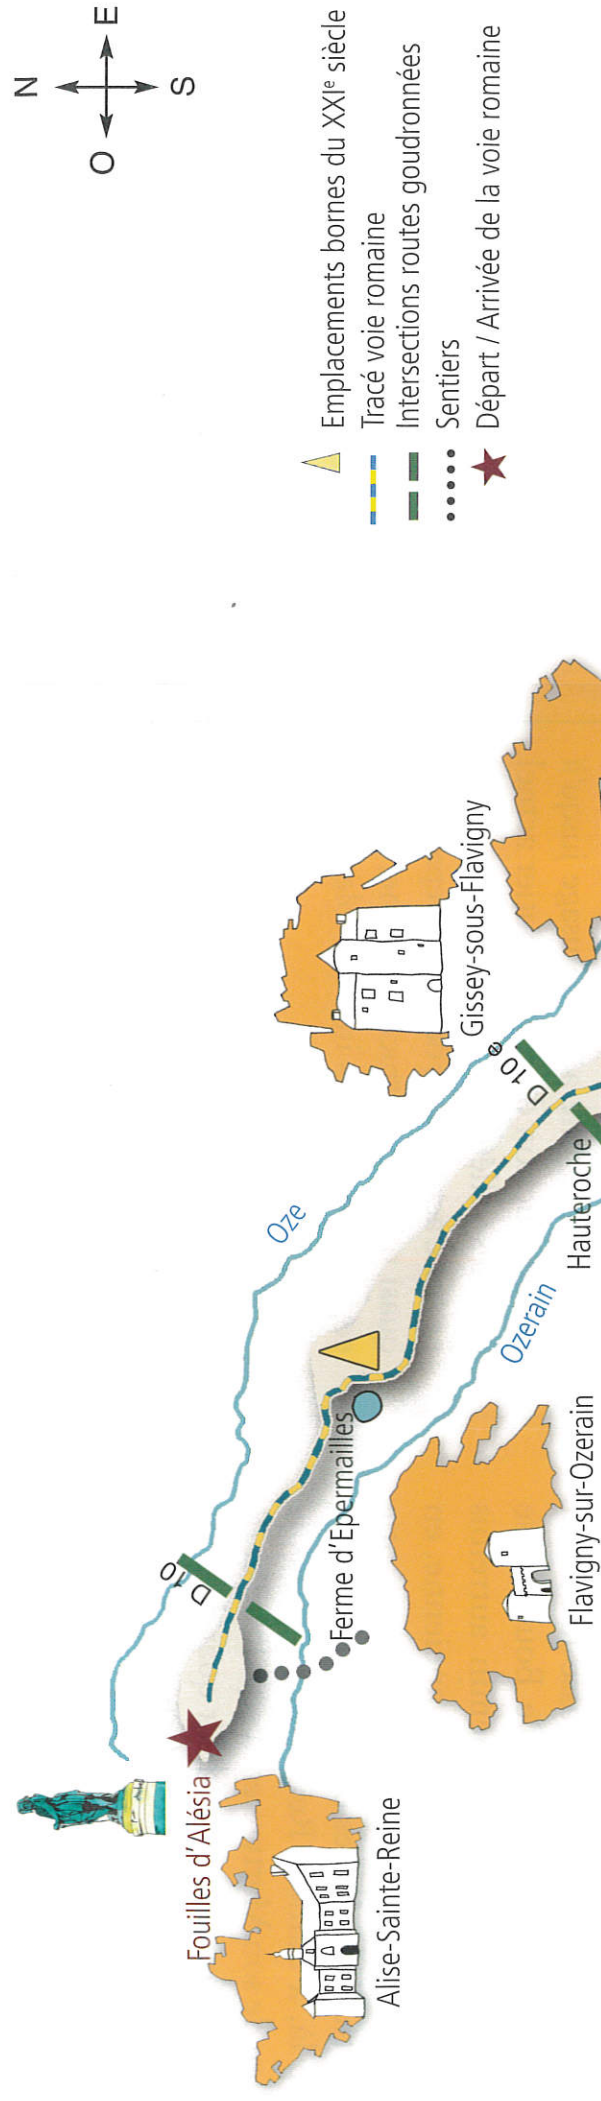 N
O E
S
Emplacements bornes du XXIe siècle
Tracé voie romaine
Intersections routes goudronnées
Sentiers
Départ / Arrivée de la voie romaine
Fouilles d'Alésia
Alise-Sainte-Reine
D 10
Ferme d'Epermailles
Oze
Ozerain
Flavigny-sur-Ozerain
Gissey-sous-Flavigny
D 10 e
Hauteroche